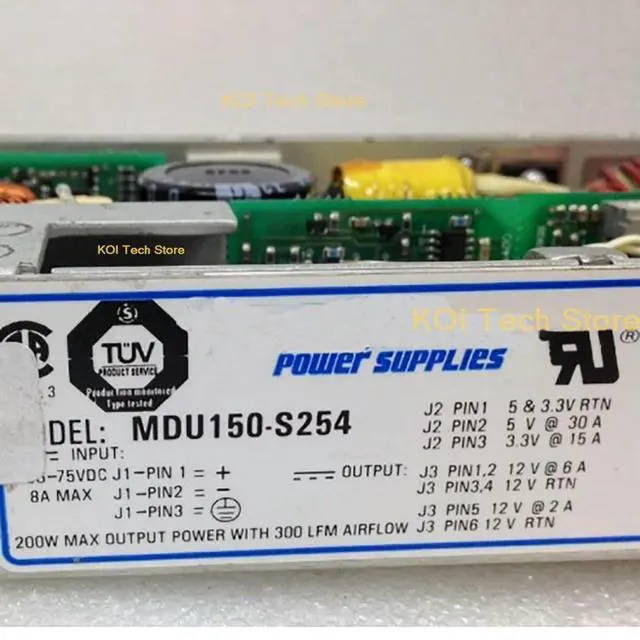 KOI Tech Store
KOI Tech Store
KOI Tech Store
S
TÜV
PRODUCT SERVICE
Production monitored
Type tested
3
POWER SUPPLIES
®
DEL: MDU150-S254
INPUT:
-75VDC J1-PIN 1 = +
8A MAX J1-PIN2 = –
J1-PIN3 =
OUTPUT:
J2 PIN1 5 & 3.3V RTN
J2 PIN2 5 V @ 30 A
J2 PIN3 3.3V @ 15 A
J3 PIN1,2 12 V @ 6 A
J3 PIN3,4 12 V RTN
J3 PIN5 12 V @ 2 A
J3 PIN6 12 V RTN
200W MAX OUTPUT POWER WITH 300 LFM AIRFLOW